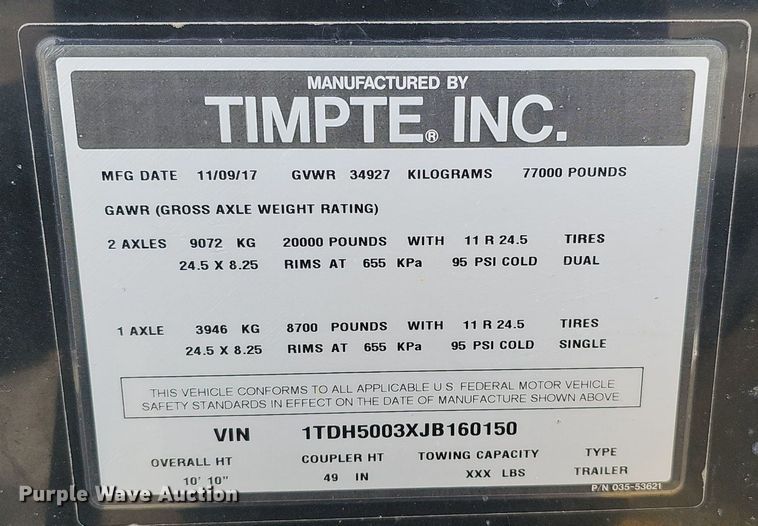 MANUFACTURED BY
TIMPTE® INC.
MFG DATE 11/09/17 GVWR 34927 KILOGRAMS 77000 POUNDS
GAWR (GROSS AXLE WEIGHT RATING)
2 AXLES 9072 KG 20000 POUNDS WITH 11 R 24.5 TIRES
24.5 X 8.25 RIMS AT 655 KPa 95 PSI COLD DUAL
1 AXLE 3946 KG 8700 POUNDS WITH 11 R 24.5 TIRES
24.5 X 8.25 RIMS AT 655 KPa 95 PSI COLD SINGLE
THIS VEHICLE CONFORMS TO ALL APPLICABLE U.S. FEDERAL MOTOR VEHICLE
SAFETY STANDARDS IN EFFECT ON THE DATE OF MANUFACTURE SHOWN ABOVE
VIN 1TDH5003XJB160150
OVERALL HT COUPLER HT TOWING CAPACITY TYPE
10' 10" 49 IN XXX LBS TRAILER
P/N 035-53621
Purple Wave Auction